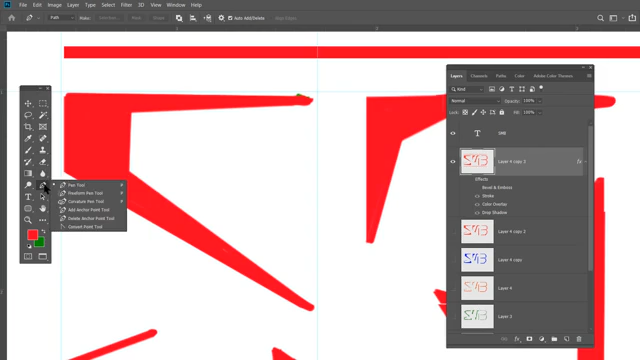 Ps File Edit Image Layer Type Select Filter 3D View Window Help
Path Make: Auto Add/Delete
Layers Channels Paths Color Adobe Color Themes
Kind
Normal Opacity: 100%
Lock: Fill: 100%
T SMB
Layer 4 copy 3 fx
Effects
Bevel & Emboss
Stroke
Color Overlay
Drop Shadow
Layer 4 copy 2
Layer 4 copy
Layer 4
Layer 3
Pen Tool P
Freeform Pen Tool P
Curvature Pen Tool P
Add Anchor Point Tool
Delete Anchor Point Tool
Convert Point Tool